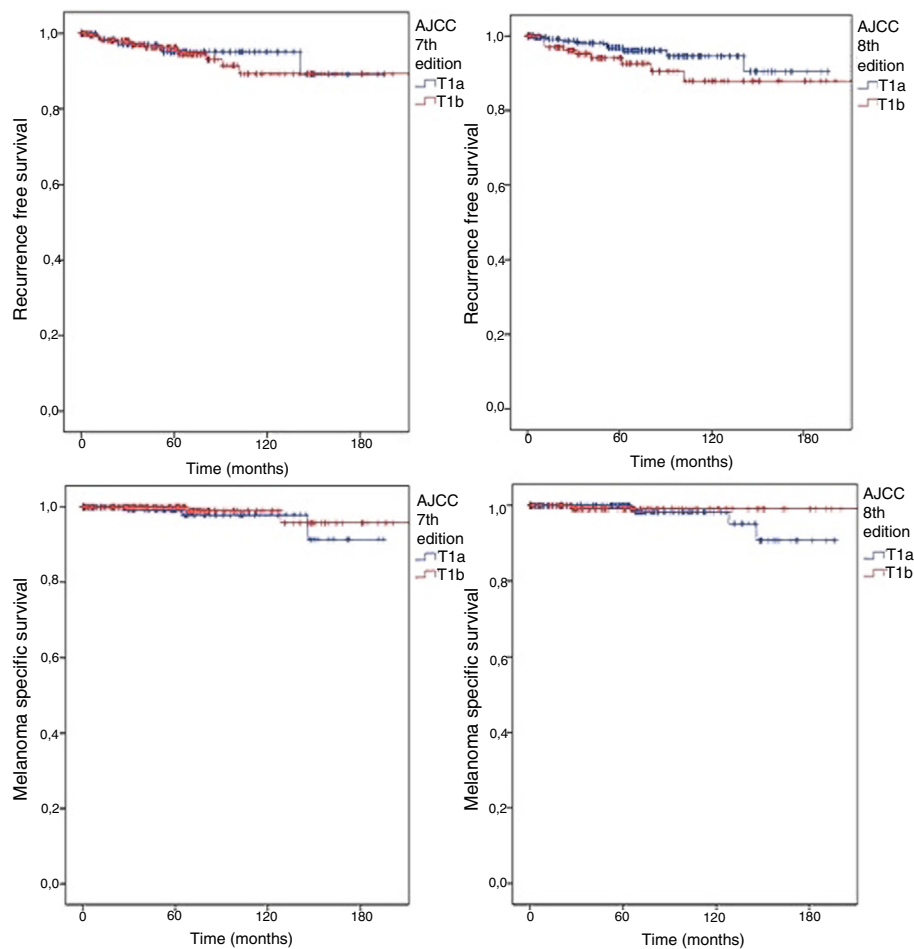 AJCC
7th
edition
T1a
T1b
1,0
0,8
0,6
0,4
0,2
0,0
Recurrence free survival
0 60 120 180
Time (months)
AJCC
8th
edition
T1a
T1b
1,0
0,8
0,6
0,4
0,2
0,0
Recurrence free survival
0 60 120 180
Time (months)
AJCC
7th
edition
T1a
T1b
1,0
0,8
0,6
0,4
0,2
0,0
Melanoma specific survival
0 60 120 180
Time (months)
AJCC
8th
edition
T1a
T1b
1,0
0,8
0,6
0,4
0,2
0,0
Melanoma specific survival
0 60 120 180
Time (months)